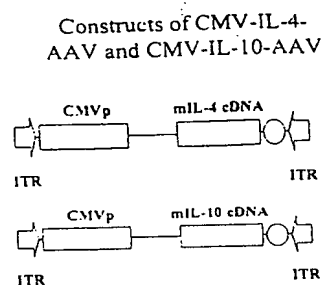 Constructs of CMV-IL-4-
AAV and CMV-IL-10-AAV
CMVp mIL-4 cDNA
ITR ITR
CMVp mIL-10 cDNA
ITR ITR